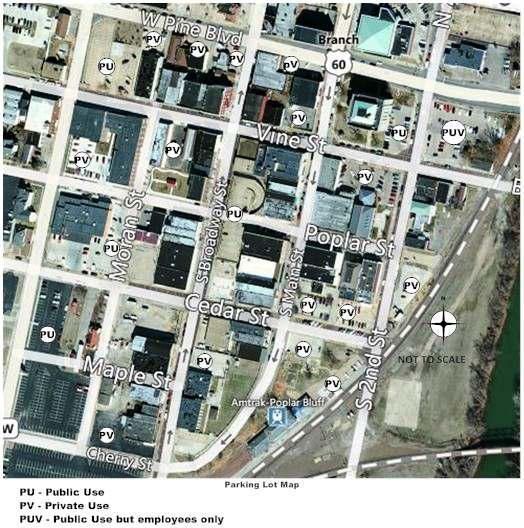 W Pine Blvd
N
PV
PV
Branch
PU
PV
PV
60
PV
Vine St
PU
PUV
PV
PV
PV
E
Moran St
S Broadway St
PU
Poplar St
PU
S Main St
PV
Cedar St
PV
PV
N
PU
PV
NOT TO SCALE
PV
S 2nd St
Maple St
PV
Amtrak-Poplar Bluff
W
PV
Cherry St
Parking Lot Map
PU - Public Use
PV - Private Use
PUV - Public Use but employees only